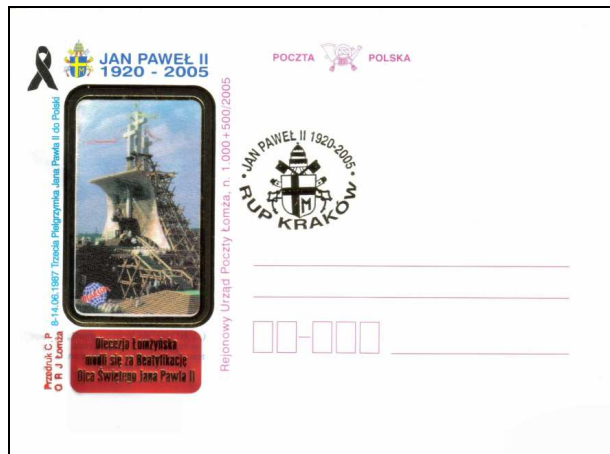 JAN PAWEŁ II
1920 - 2005
POCZTA POLSKA
8-14.06.1987 Trzecia Pielgrzymka Jana Pawła II do Polski
Przedruk C. P
O R J Łomża
Rejonowy Urząd Poczty Łomża, n. 1.000 + 500/2005
• JAN PAWEŁ II 1920-2005 •
M
RUP KRAKÓW
Diecezja Łomżyńska
modli się za Beatyfikację
Ojca Świętego Jana Pawła II